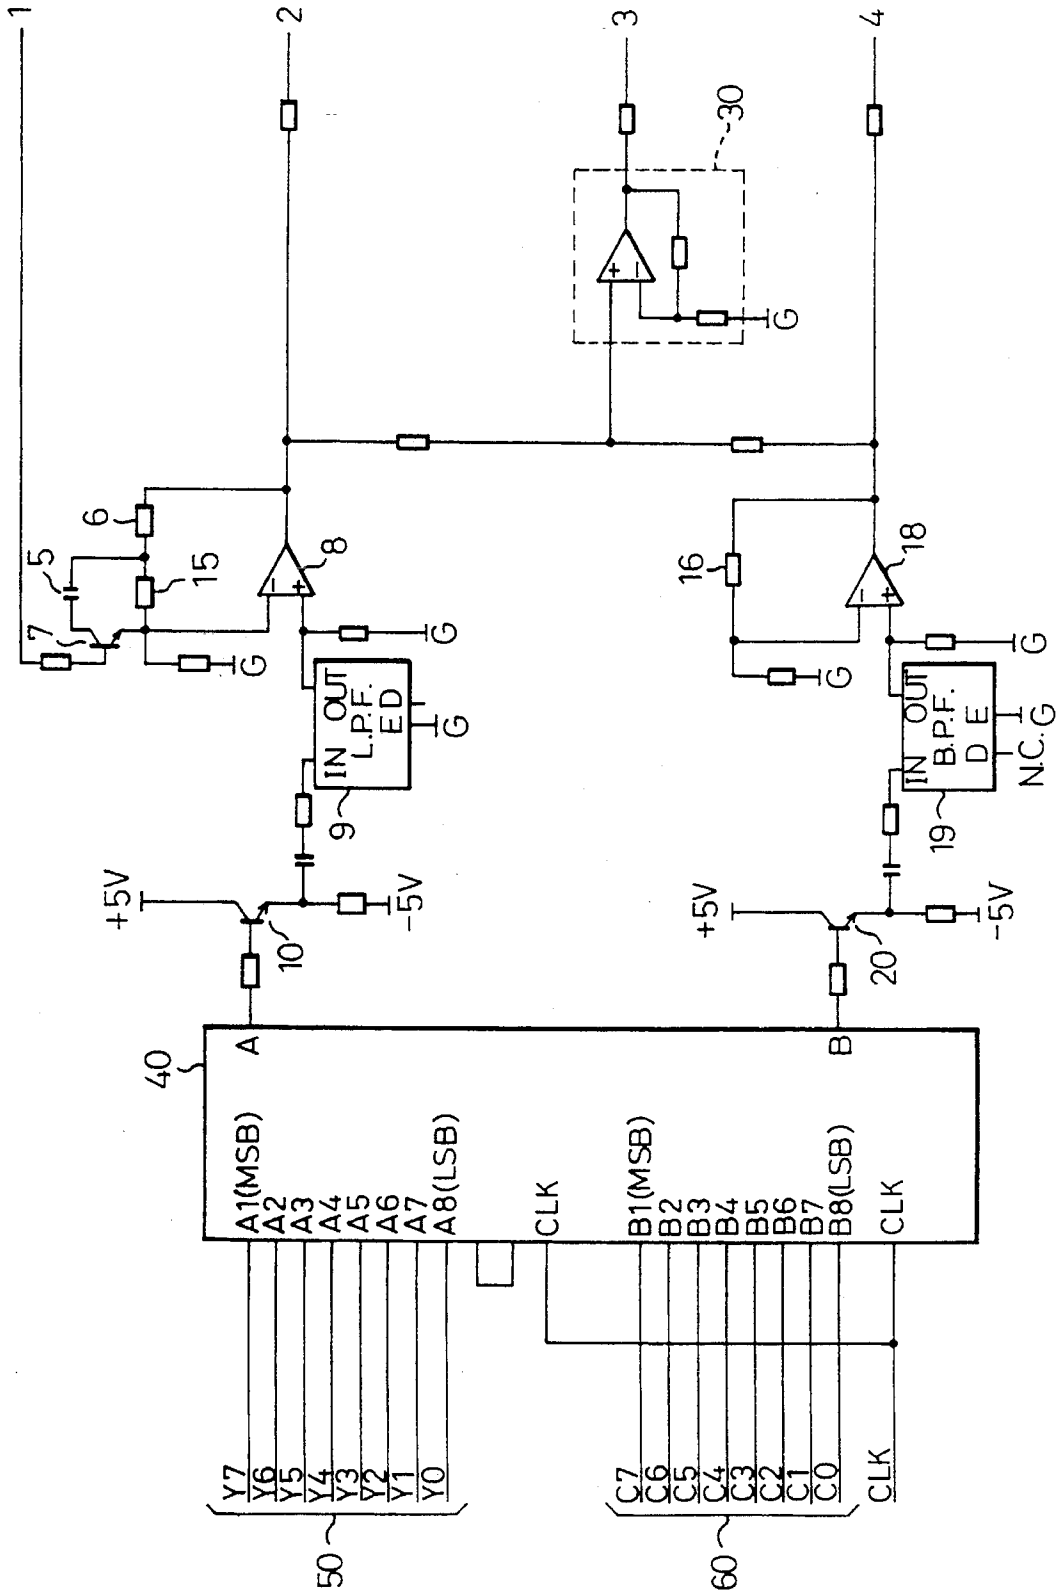 1
2
3
4
30
6
5
7
15
−
+
8
G
G
+
−
G
16
18
−
+
G
G
IN OUT
L.P.F.
E D
G
9
IN OUT
B.P.F.
D E
N.C. G
19
+5V
10
−5V
+5V
20
−5V
40
A
B
A1(MSB)
A2
A3
A4
A5
A6
A7
A8(LSB)
CLK
B1(MSB)
B2
B3
B4
B5
B6
B7
B8(LSB)
CLK
Y7
Y6
Y5
Y4
Y3
Y2
Y1
Y0
50
C7
C6
C5
C4
C3
C2
C1
C0
CLK
60